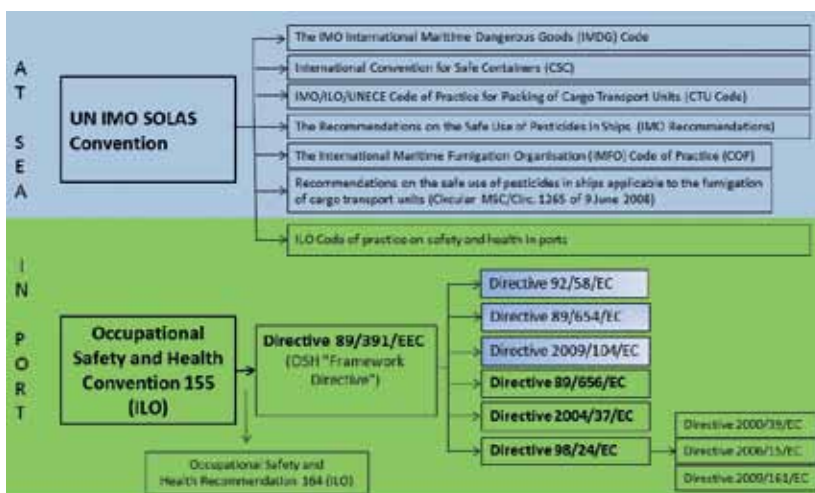 AT SEA
UN IMO SOLAS
Convention
The IMO International Maritime Dangerous Goods (IMDG) Code
International Convention for Safe Containers (CSC)
IMO/ILO/UNECE Code of Practice for Packing of Cargo Transport Units (CTU Code)
The Recommendations on the Safe Use of Pesticides in Ships (IMO Recommendations)
The International Maritime Fumigation Organisation (IMFO) Code of Practice (COP)
Recommendations on the safe use of pesticides in ships applicable to the fumigation
of cargo transport units (Circular MSC/Circ. 1265 of 9 June 2008)
ILO Code of practice on safety and health in ports
IN PORT
Occupational
Safety and Health
Convention 155
(ILO)
Occupational Safety and
Health Recommendation 164 (ILO)
Directive 89/391/EEC
(OSH "Framework
Directive")
Directive 92/58/EC
Directive 89/654/EC
Directive 2009/104/EC
Directive 89/656/EC
Directive 2004/37/EC
Directive 98/24/EC
Directive 2000/39/EC
Directive 2006/15/EC
Directive 2009/161/EC